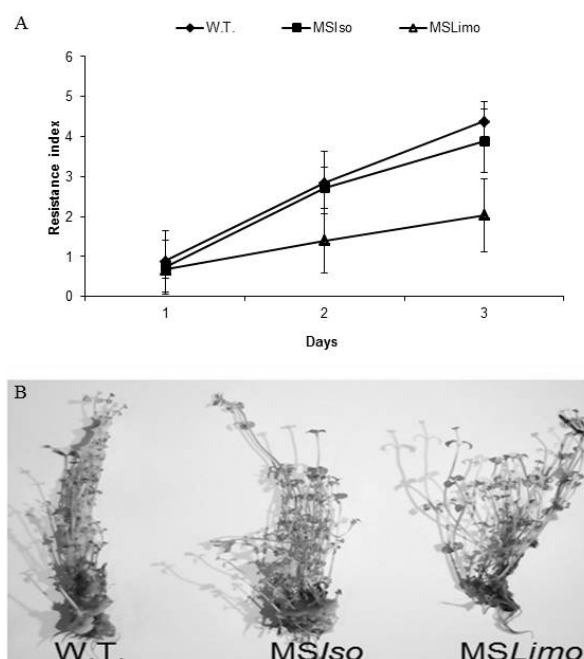 A
W.T. MSIso MSLimo
6
5
4
3
2
1
0
Resistance index
1 2 3
Days
B
W.T. MSIso MSLimo